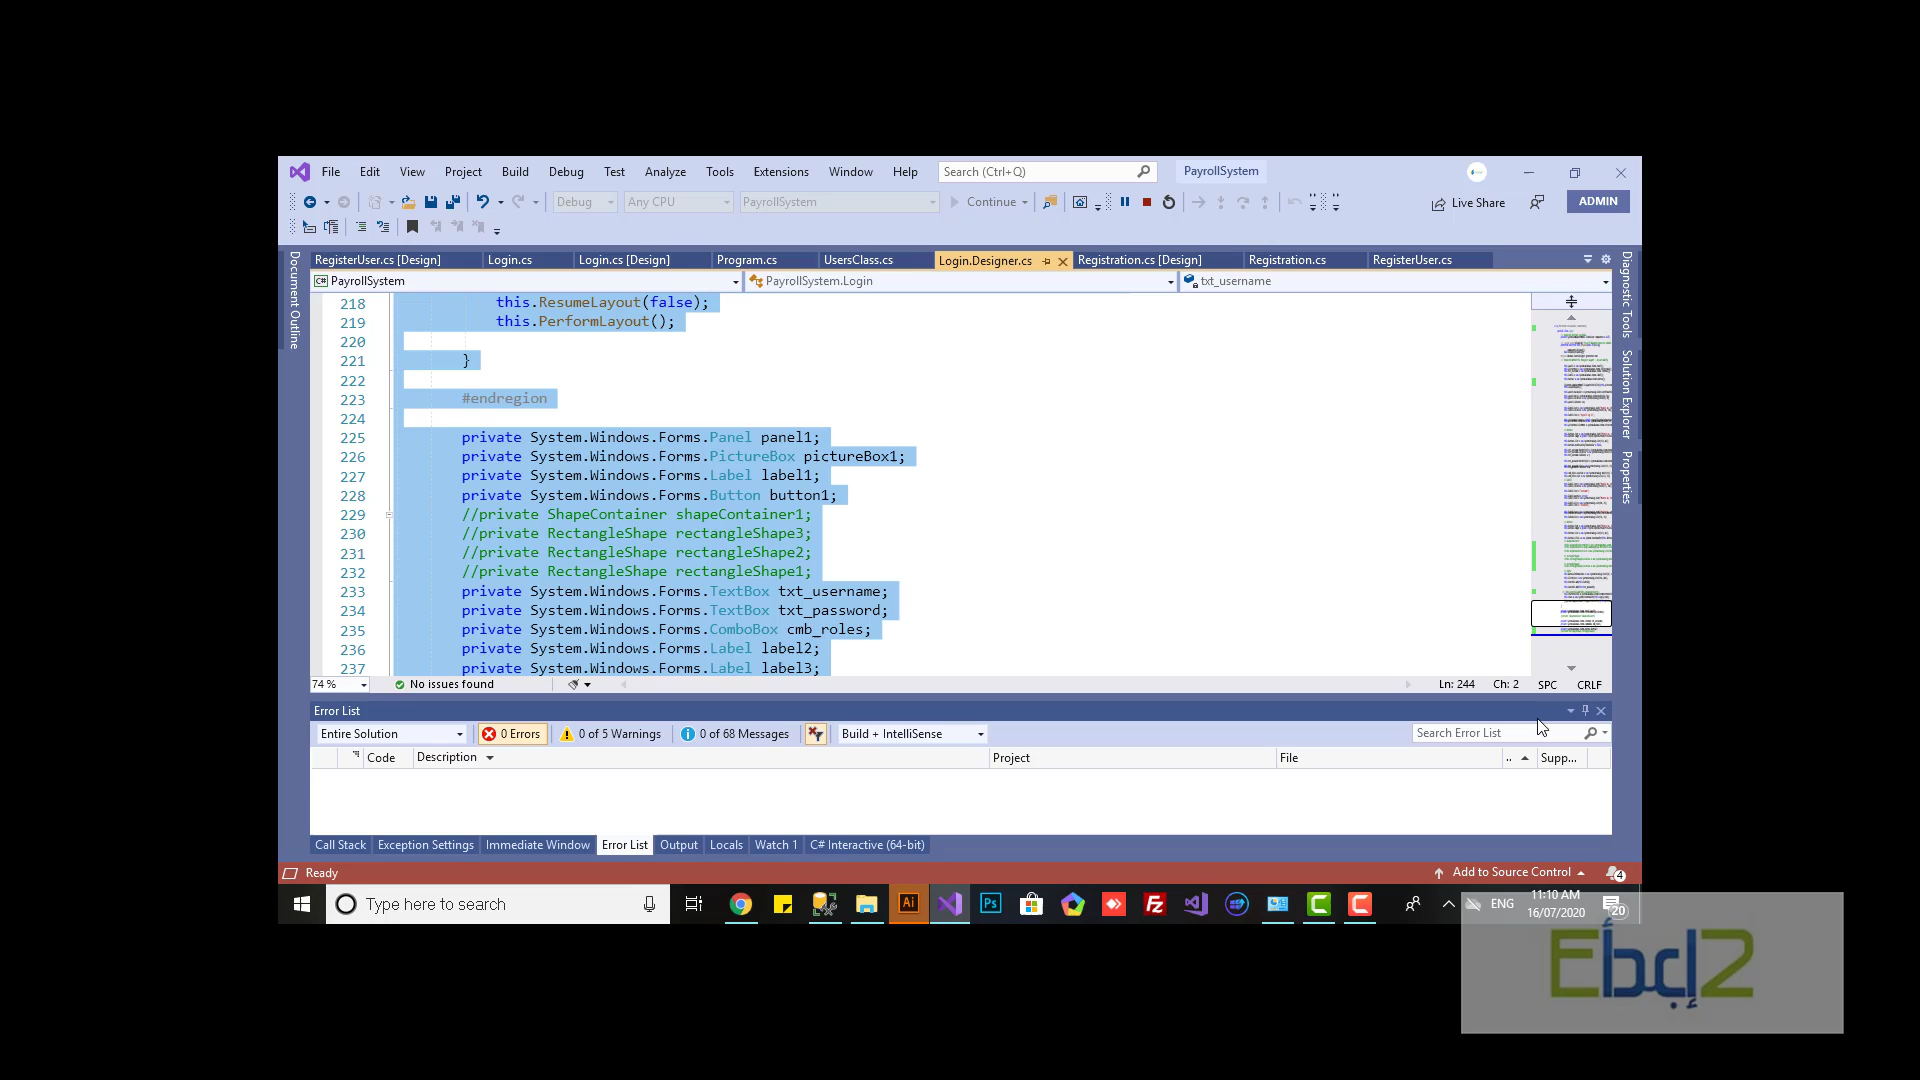 File Edit View Project Build Debug Test Analyze Tools Extensions Window Help Search (Ctrl+Q) PayrollSystem
Debug Any CPU PayrollSystem Continue Live Share ADMIN
RegisterUser.cs [Design] Login.cs Login.cs [Design] Program.cs UsersClass.cs Login.Designer.cs Registration.cs [Design] Registration.cs RegisterUser.cs
PayrollSystem PayrollSystem.Login txt_username
Document Outline
Diagnostic Tools
Solution Explorer
Properties
218 this.ResumeLayout(false);
219 this.PerformLayout();
220
221 }
222
223 #endregion
224
225 private System.Windows.Forms.Panel panel1;
226 private System.Windows.Forms.PictureBox pictureBox1;
227 private System.Windows.Forms.Label label1;
228 private System.Windows.Forms.Button button1;
229 //private ShapeContainer shapeContainer1;
230 //private RectangleShape rectangleShape3;
231 //private RectangleShape rectangleShape2;
232 //private RectangleShape rectangleShape1;
233 private System.Windows.Forms.TextBox txt_username;
234 private System.Windows.Forms.TextBox txt_password;
235 private System.Windows.Forms.ComboBox cmb_roles;
236 private System.Windows.Forms.Label label2;
237 private System.Windows.Forms.Label label3;
74 % No issues found Ln: 244 Ch: 2 SPC CRLF
Error List
Entire Solution 0 Errors 0 of 5 Warnings 0 of 68 Messages Build + IntelliSense Search Error List
Code Description Project File .. Supp...
Call Stack Exception Settings Immediate Window Error List Output Locals Watch 1 C# Interactive (64-bit)
Ready Add to Source Control 4
Type here to search Ai Ps Fz ENG 11:10 AM
16/07/2020 20
Eإبدأ2